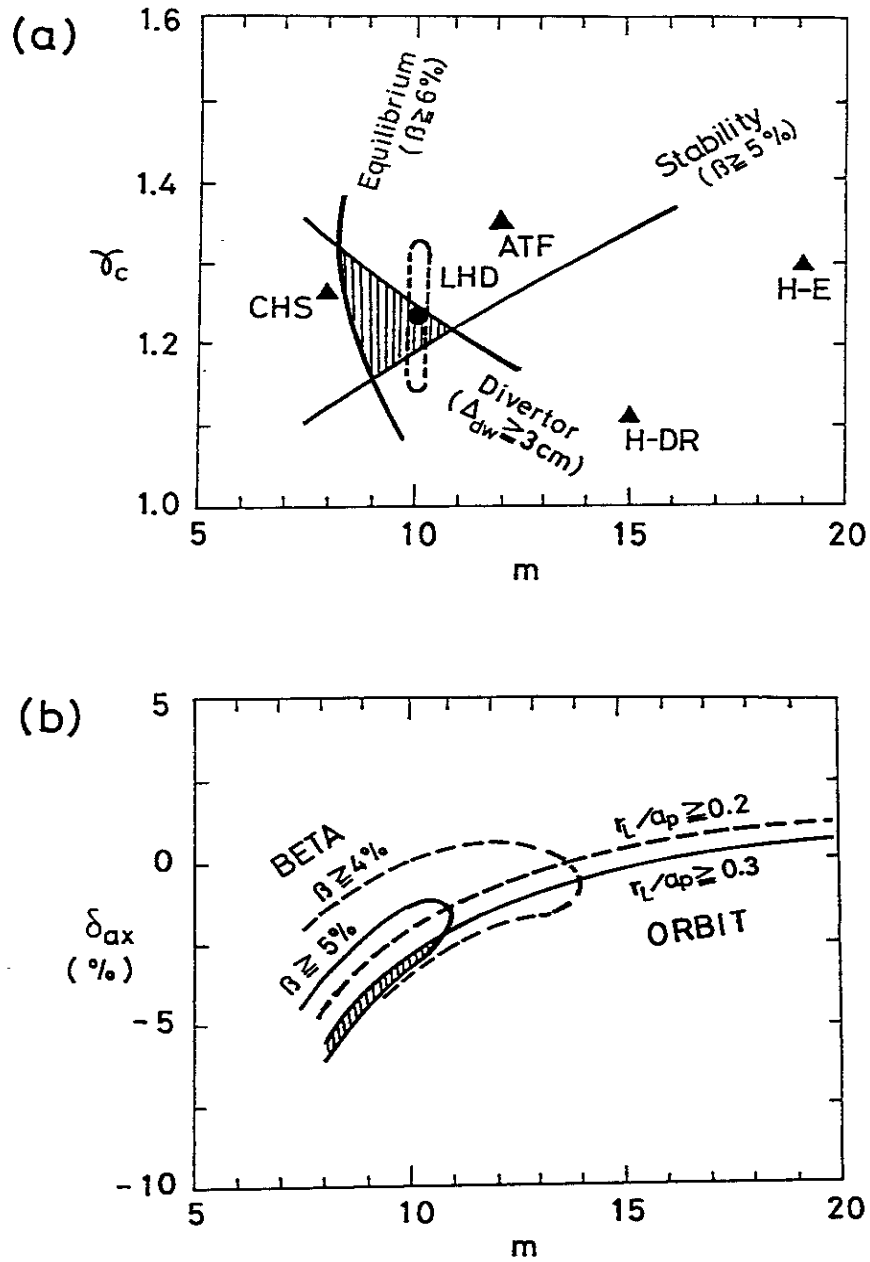 (a)
1.6
1.4
γc
1.2
1.0
5
10
15
20
m
Equilibrium
(β≧6%)
Stability
(β≧5%)
ATF
LHD
CHS
H-E
Divertor
(Δdw≧3cm)
H-DR
(b)
5
0
δax
(%)
-5
-10
5
10
15
20
m
BETA
β≧4%
β≧5%
rL/ap≧0.2
rL/ap≧0.3
ORBIT